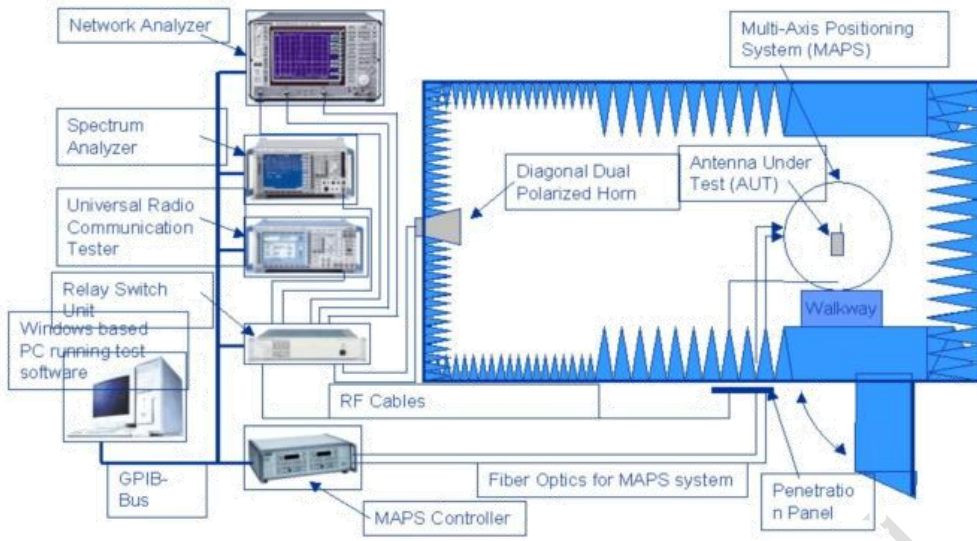 Network Analyzer
Multi-Axis Positioning
System (MAPS)
Spectrum
Analyzer
Diagonal Dual
Polarized Horn
Antenna Under
Test (AUT)
Universal Radio
Communication
Tester
Relay Switch
Unit
Walkway
Windows based
PC running test
software
RF Cables
GPIB-
Bus
Fiber Optics for MAPS system
Penetratio
n Panel
MAPS Controller